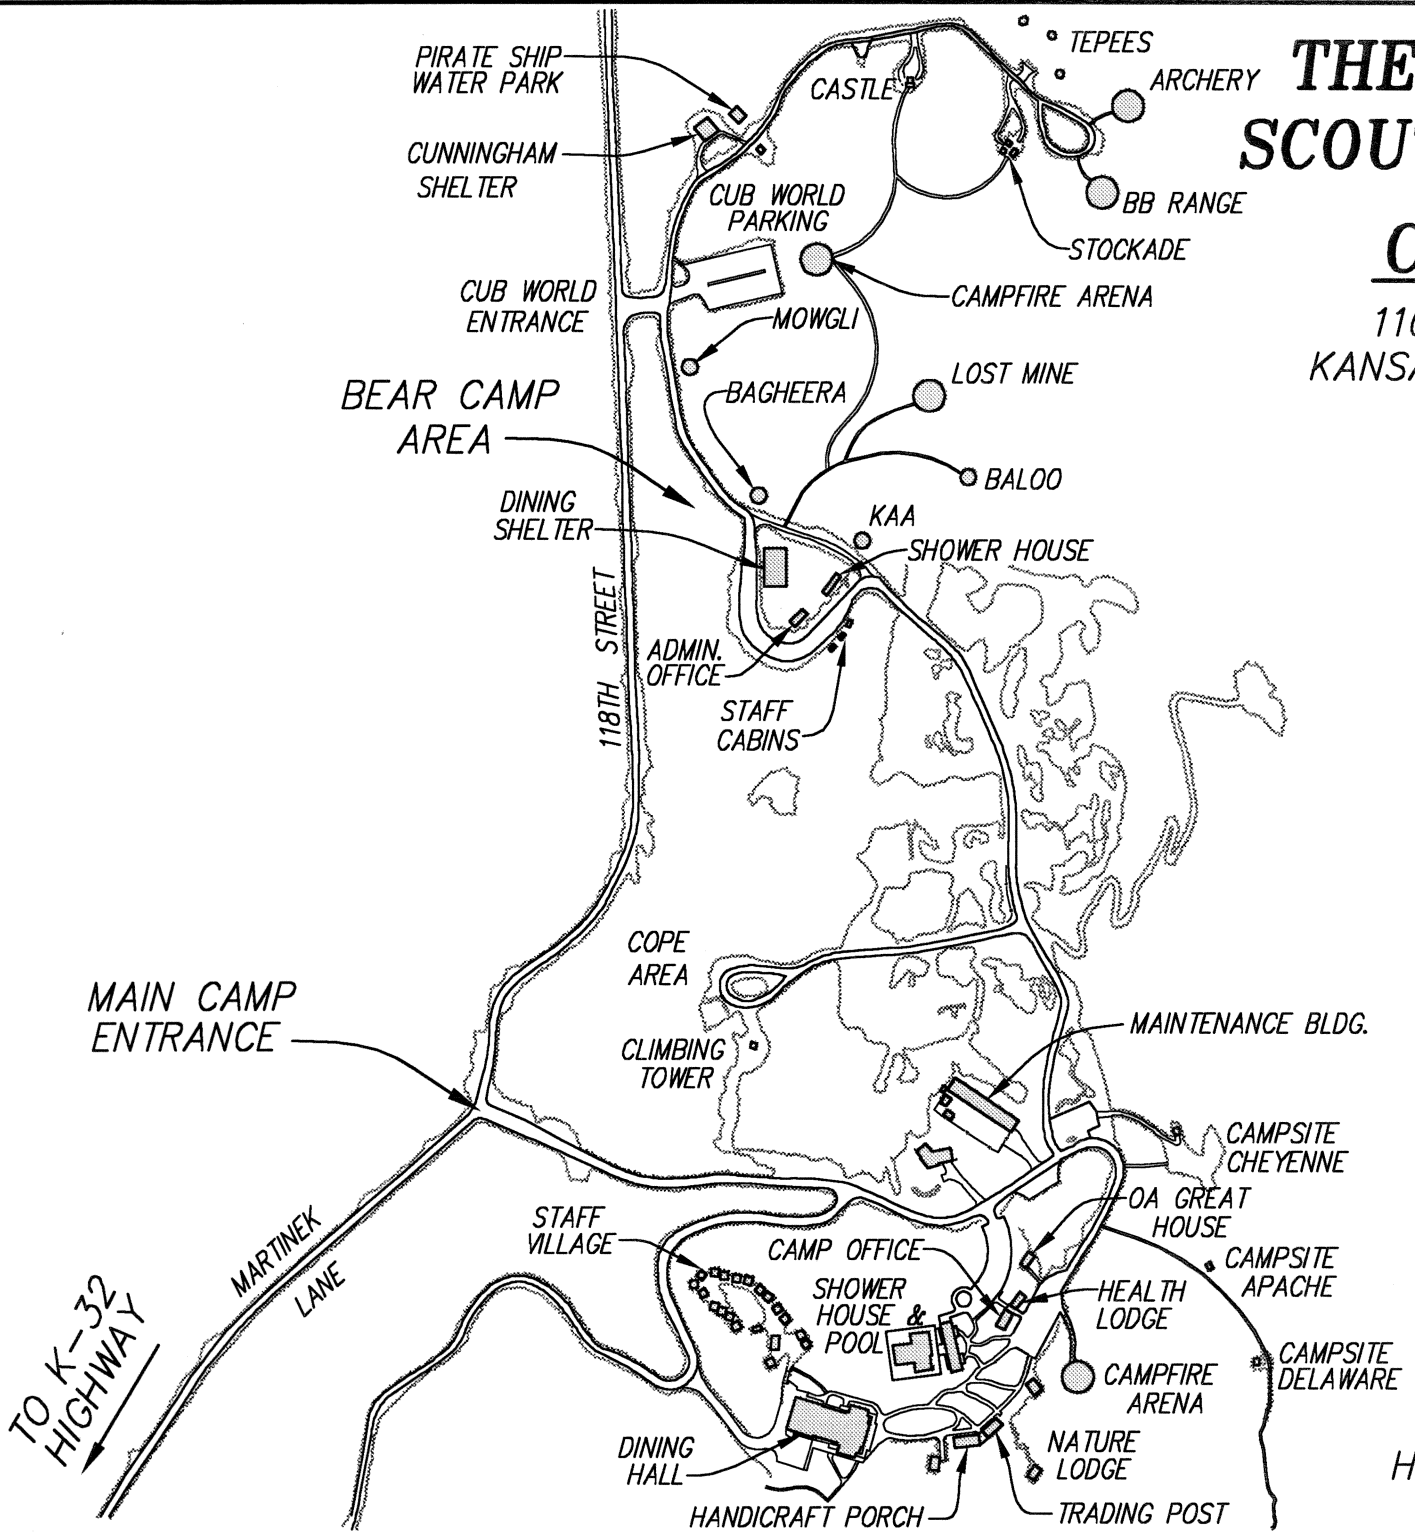 THE
SCOU
TEPEES
PIRATE SHIP
WATER PARK
CASTLE
ARCHERY
CUNNINGHAM
SHELTER
CUB WORLD
PARKING
BB RANGE
STOCKADE
CUB WORLD
ENTRANCE
CAMPFIRE ARENA
110
KANSA
MOWGLI
LOST MINE
BEAR CAMP
AREA
BAGHEERA
BALOO
DINING
SHELTER
KAA
SHOWER HOUSE
118TH STREET
ADMIN.
OFFICE
STAFF
CABINS
COPE
AREA
MAIN CAMP
ENTRANCE
CLIMBING
TOWER
MAINTENANCE BLDG.
CAMPSITE
CHEYENNE
OA GREAT
HOUSE
STAFF
VILLAGE
CAMP OFFICE
MARTINEK
LANE
SHOWER
HOUSE &
POOL
HEALTH
LODGE
CAMPSITE
APACHE
TO K-32
HIGHWAY
CAMPFIRE
ARENA
CAMPSITE
DELAWARE
DINING
HALL
NATURE
LODGE
H
HANDICRAFT PORCH
TRADING POST